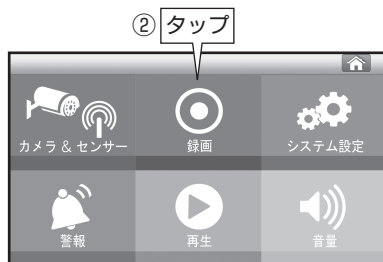 ② タップ
カメラ & センサー
録画
システム設定
警報
再生
音量